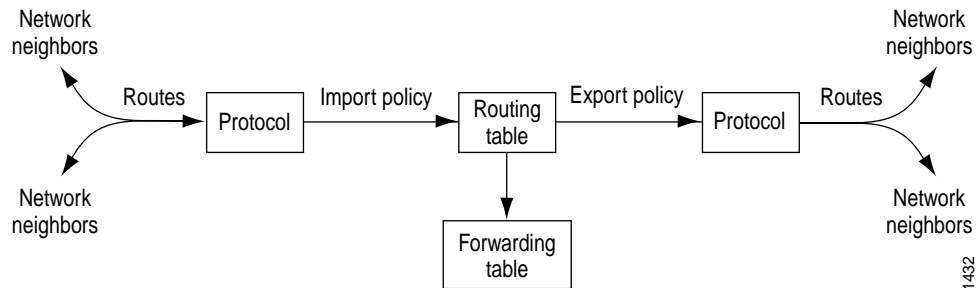 Network
neighbors
Network
neighbors
Routes
Import policy
Export policy
Routes
Protocol
Routing
table
Protocol
Network
neighbors
Network
neighbors
Forwarding
table
1432